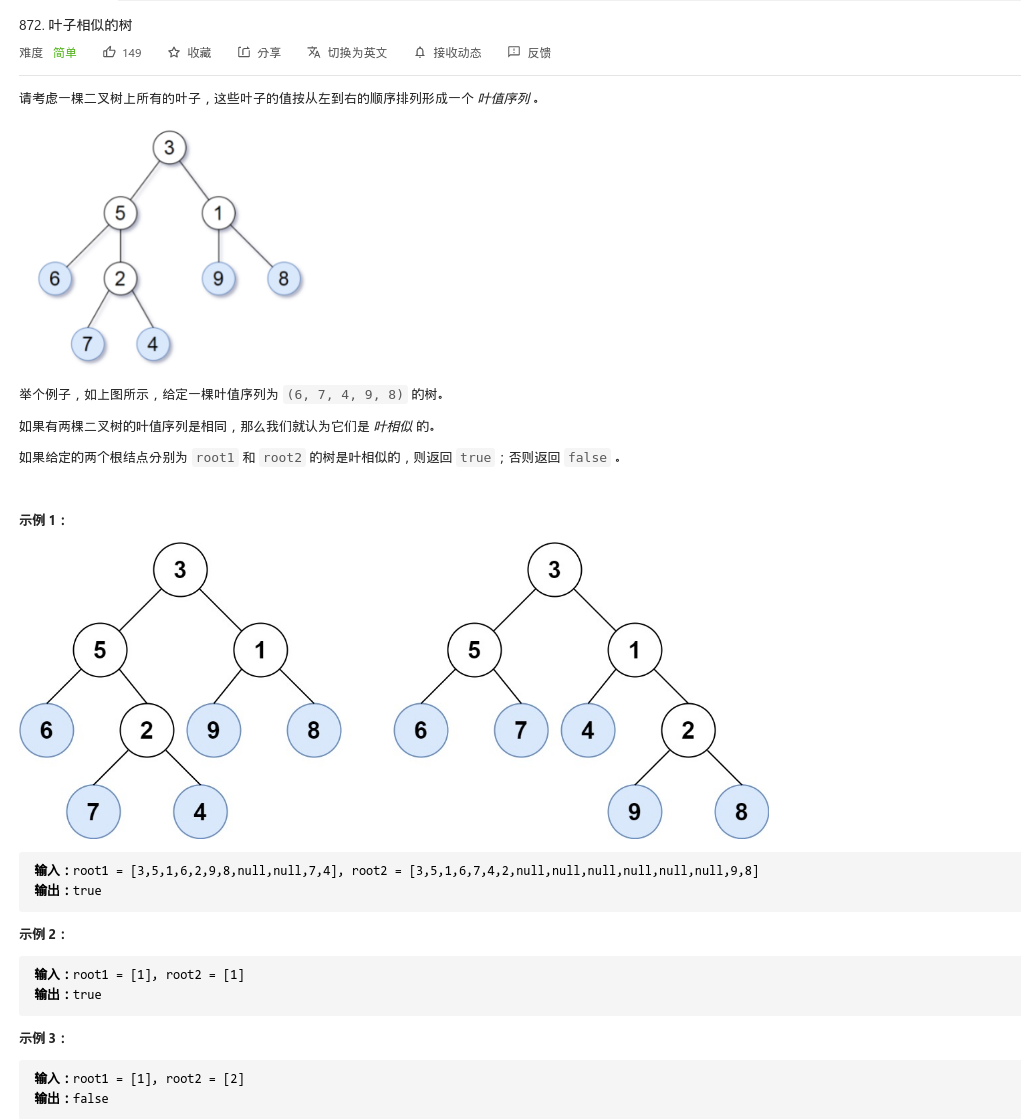 872. 叶子相似的树
难度 简单 149 收藏 分享 切换为英文 接收动态 反馈
请考虑一棵二叉树上所有的叶子，这些叶子的值按从左到右的顺序排列形成一个 叶值序列 。
3
5 1
6 2 9 8
7 4
举个例子，如上图所示，给定一棵叶值序列为 (6, 7, 4, 9, 8) 的树。
如果有两棵二叉树的叶值序列是相同，那么我们就认为它们是 叶相似 的。
如果给定的两个根结点分别为 root1 和 root2 的树是叶相似的，则返回 true；否则返回 false 。
示例 1：
3 3
5 1 5 1
6 2 9 8 6 7 4 2
7 4 9 8
输入：root1 = [3,5,1,6,2,9,8,null,null,7,4], root2 = [3,5,1,6,7,4,2,null,null,null,null,null,null,9,8]
输出：true
示例 2：
输入：root1 = [1], root2 = [1]
输出：true
示例 3：
输入：root1 = [1], root2 = [2]
输出：false